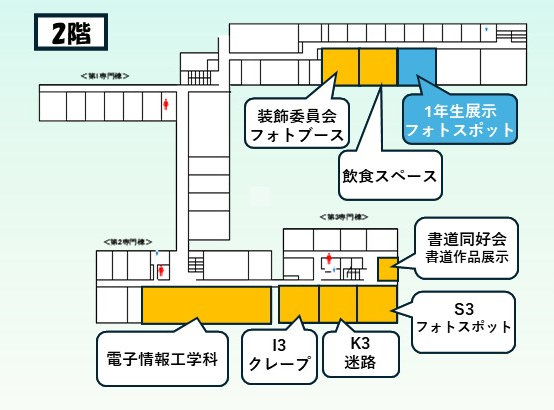 2階
<第1専門棟>
装飾委員会
フォトブース
1年生展示
フォトスポット
飲食スペース
<第3専門棟>
<第2専門棟>
書道同好会
書道作品展示
S3
フォトスポット
電子情報工学科
I3
クレープ
K3
迷路